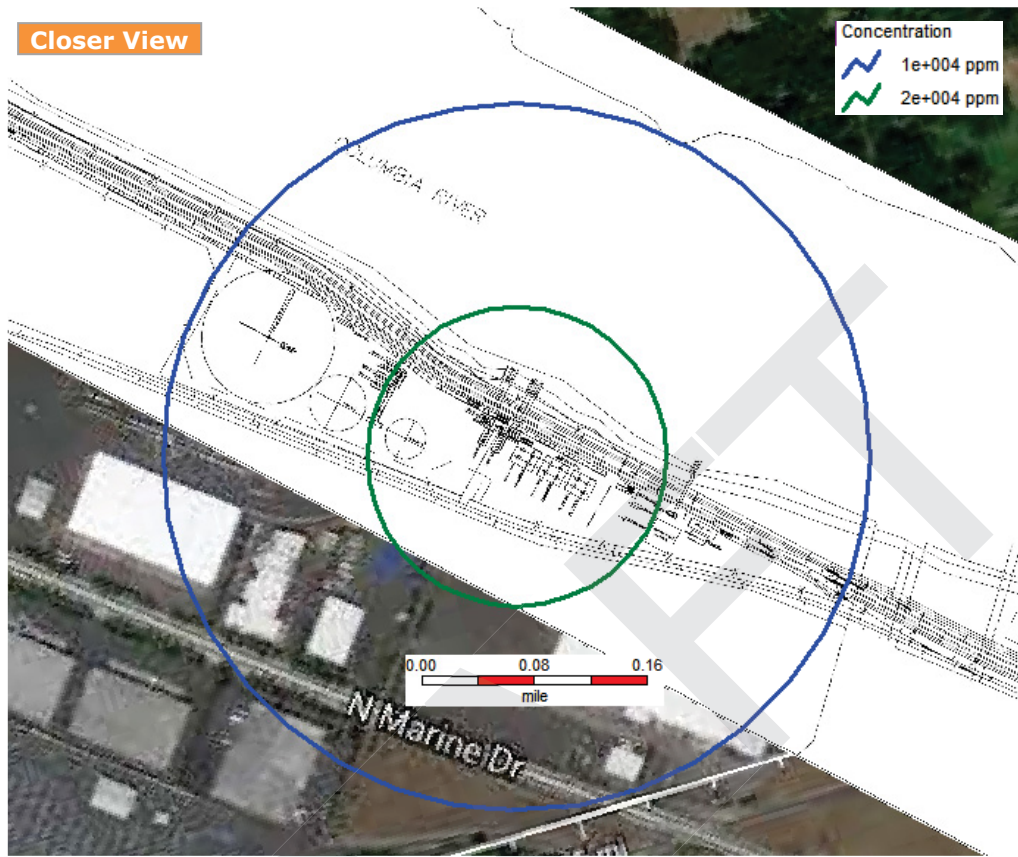 Closer View
Concentration
1e+004 ppm
2e+004 ppm
COLUMBIA RIVER
0.00 0.08 0.16
mile
N Marine Dr